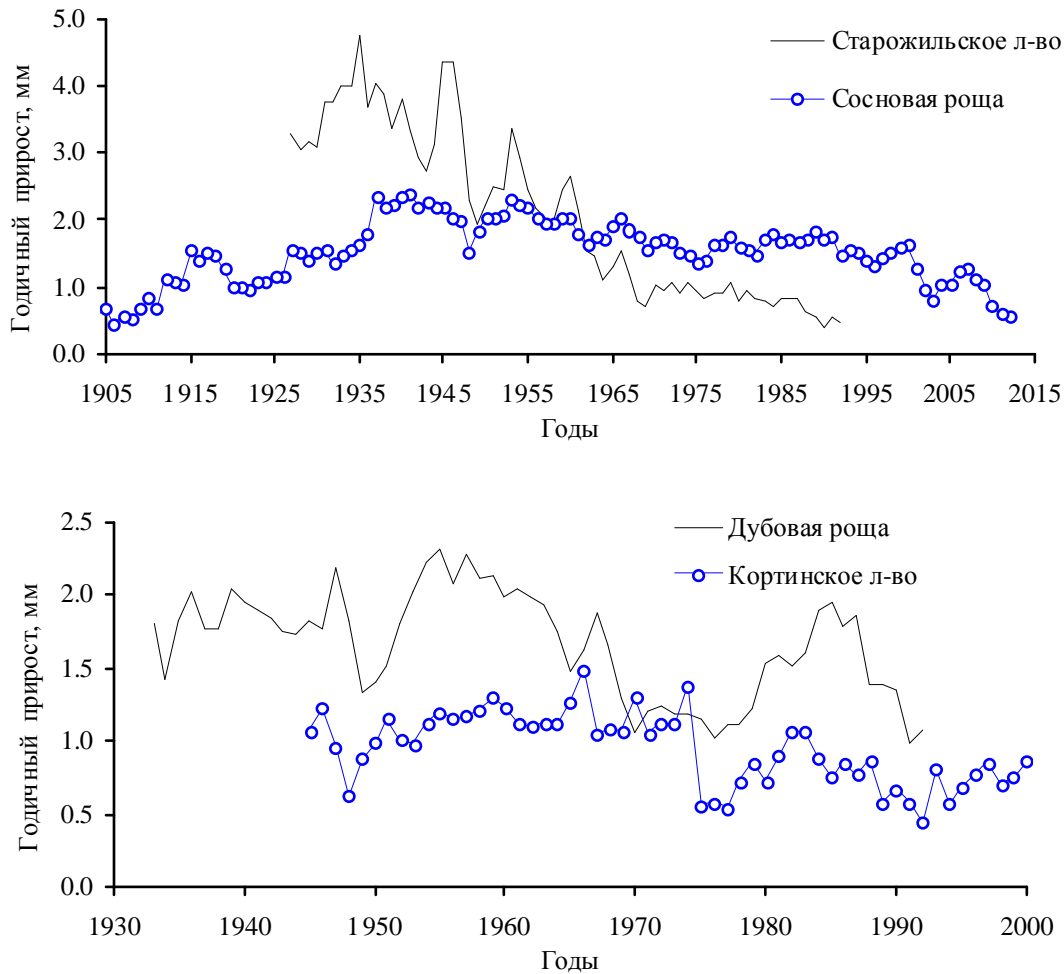 Годичный прирост, мм
5.0
4.0
3.0
2.0
1.0
0.0
Старожильское л-во
Сосновая роща
1905 1915 1925 1935 1945 1955 1965 1975 1985 1995 2005 2015
Годы
Годичный прирост, мм
2.5
2.0
1.5
1.0
0.5
0.0
Дубовая роща
Кортинское л-во
1930 1940 1950 1960 1970 1980 1990 2000
Годы